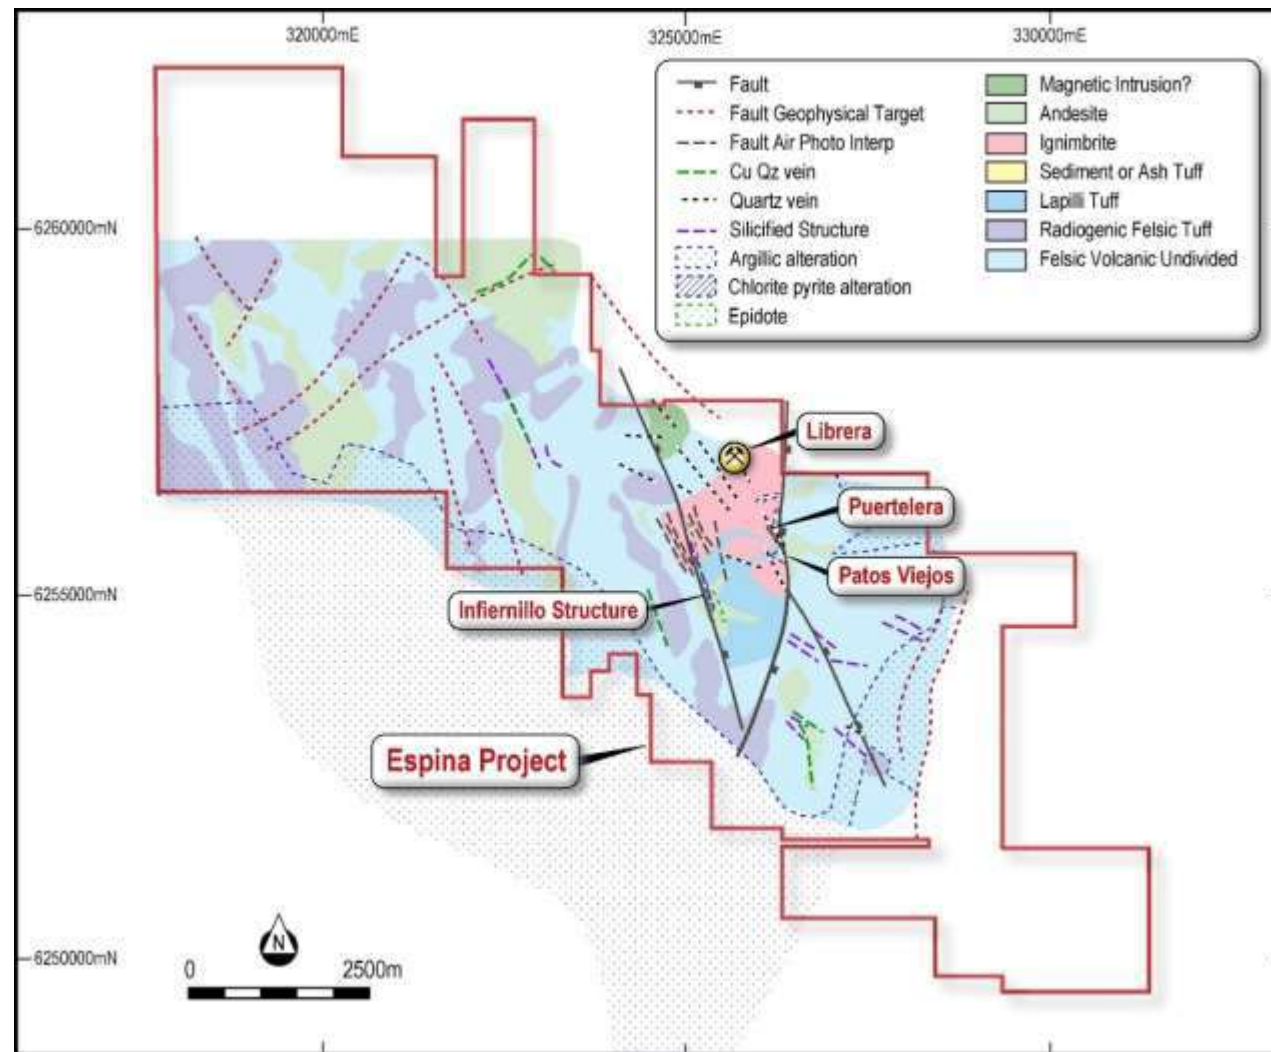 320000mE
325000mE
330000mE
Fault
Fault Geophysical Target
Fault Air Photo Interp
Cu Qz vein
Quartz vein
Silicified Structure
Argillic alteration
Chlorite pyrite alteration
Epidote
Magnetic Intrusion?
Andesite
Ignimbrite
Sediment or Ash Tuff
Lapilli Tuff
Radiogenic Felsic Tuff
Felsic Volcanic Undivided
6260000mN
Librera
Puertelera
Patos Viejos
6255000mN
Infiernillo Structure
Espina Project
N
6250000mN
0 2500m